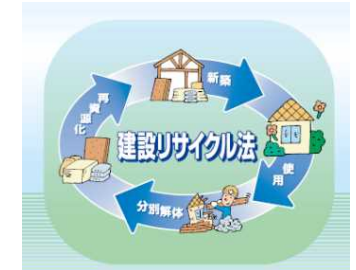 建設リサイクル法
新築
使用
分別解体
再資源化